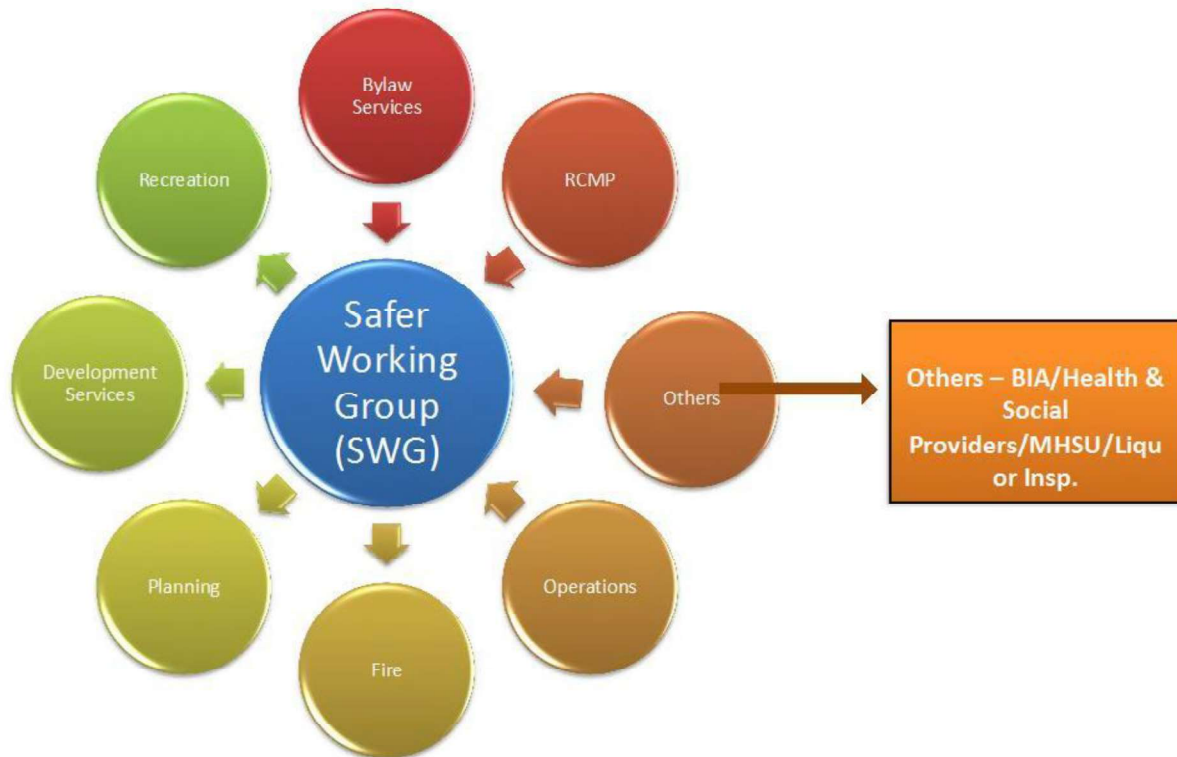 Bylaw
Services
Recreation
RCMP
Safer
Working
Group
(SWG)
Development
Services
Others
Others – BIA/Health &
Social
Providers/MHSU/Liqu
or Insp.
Planning
Operations
Fire